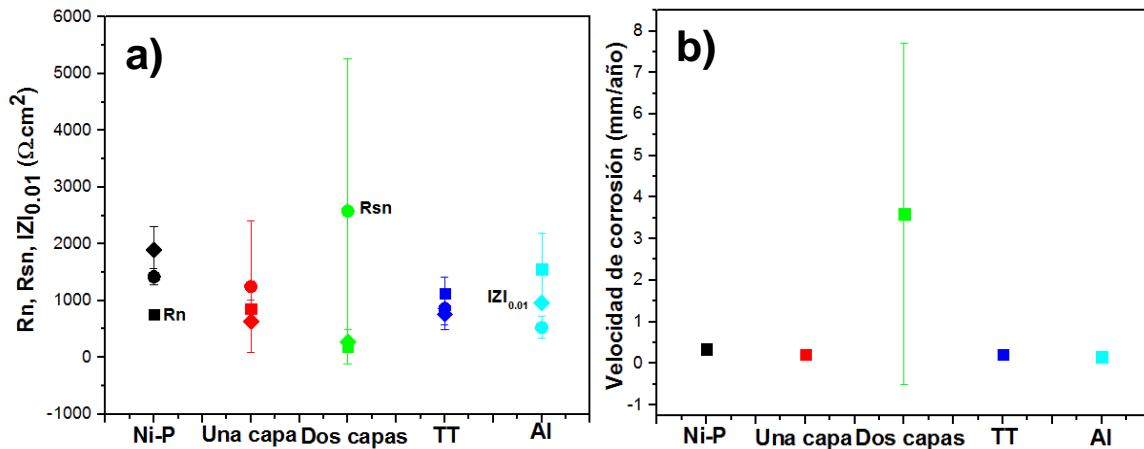 a)
Rn, Rsn, IZI0.01 (Ω.cm2)
6000
5000
4000
3000
2000
1000
0
-1000
Rsn
Rn
IZI0.01
Ni-P Una capa Dos capas TT Al
b)
Velocidad de corrosión (mm/año)
8
7
6
5
4
3
2
1
0
-1
Ni-P Una capa Dos capas TT Al